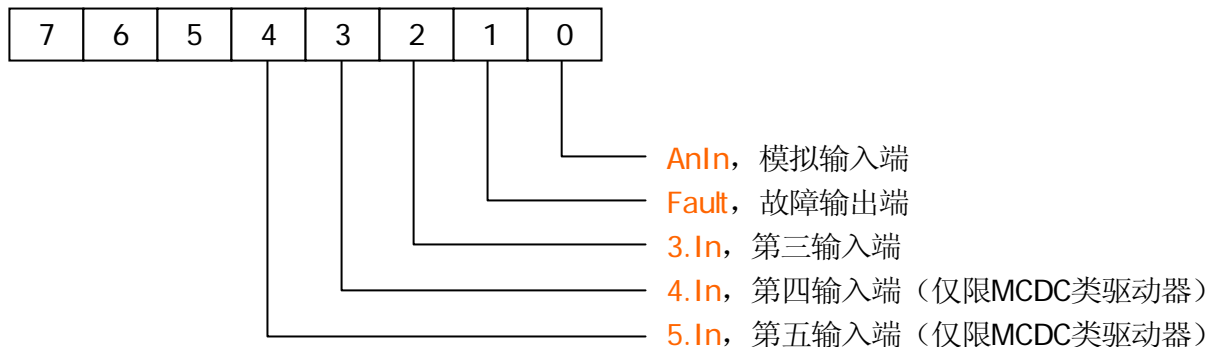 7 6 5 4 3 2 1 0
AnIn，模拟输入端
Fault，故障输出端
3.In，第三输入端
4.In，第四输入端（仅限MCDC类驱动器）
5.In，第五输入端（仅限MCDC类驱动器）